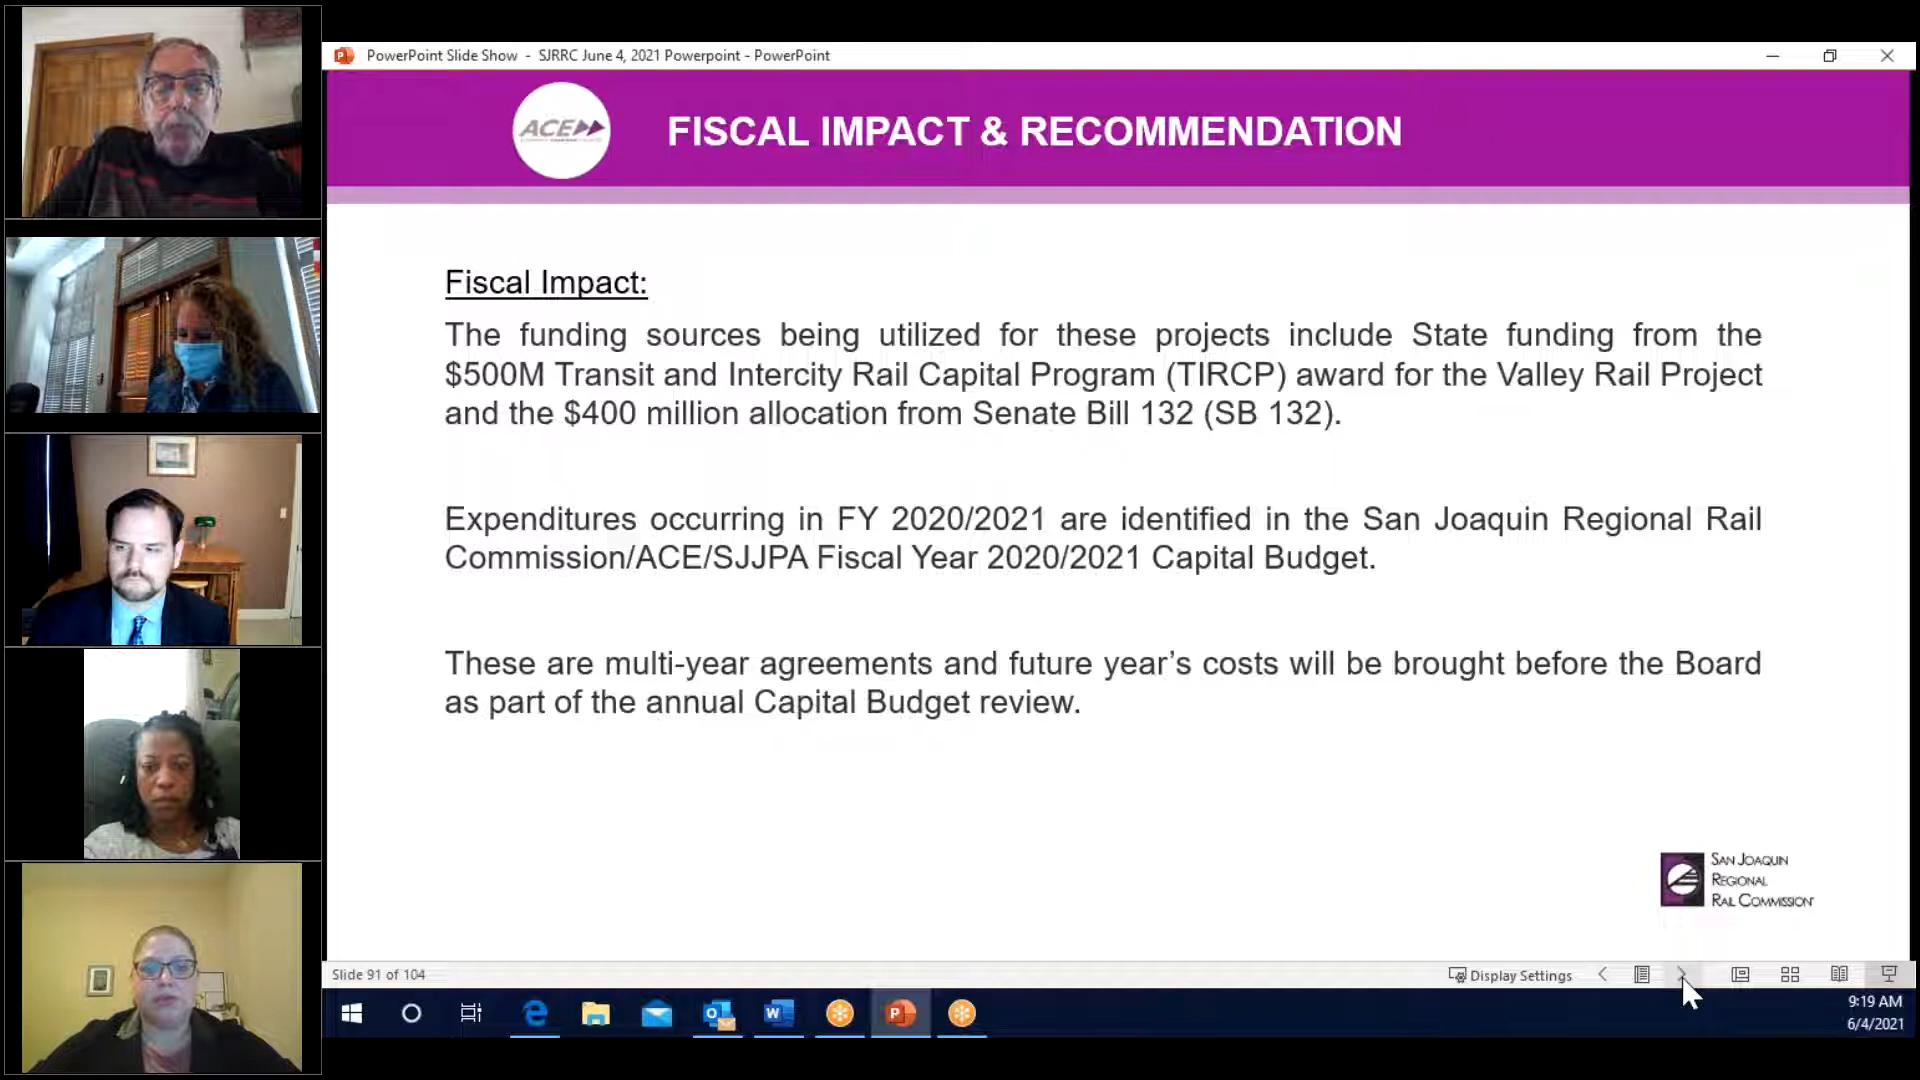 PowerPoint Slide Show - SJRRC June 4, 2021 Powerpoint - PowerPoint
ACE
FISCAL IMPACT & RECOMMENDATION
Fiscal Impact:
The funding sources being utilized for these projects include State funding from the
$500M Transit and Intercity Rail Capital Program (TIRCP) award for the Valley Rail Project
and the $400 million allocation from Senate Bill 132 (SB 132).
Expenditures occurring in FY 2020/2021 are identified in the San Joaquin Regional Rail
Commission/ACE/SJJPA Fiscal Year 2020/2021 Capital Budget.
These are multi-year agreements and future year’s costs will be brought before the Board
as part of the annual Capital Budget review.
SAN JOAQUIN
REGIONAL
RAIL COMMISSION
Slide 91 of 104
Display Settings
9:19 AM
6/4/2021